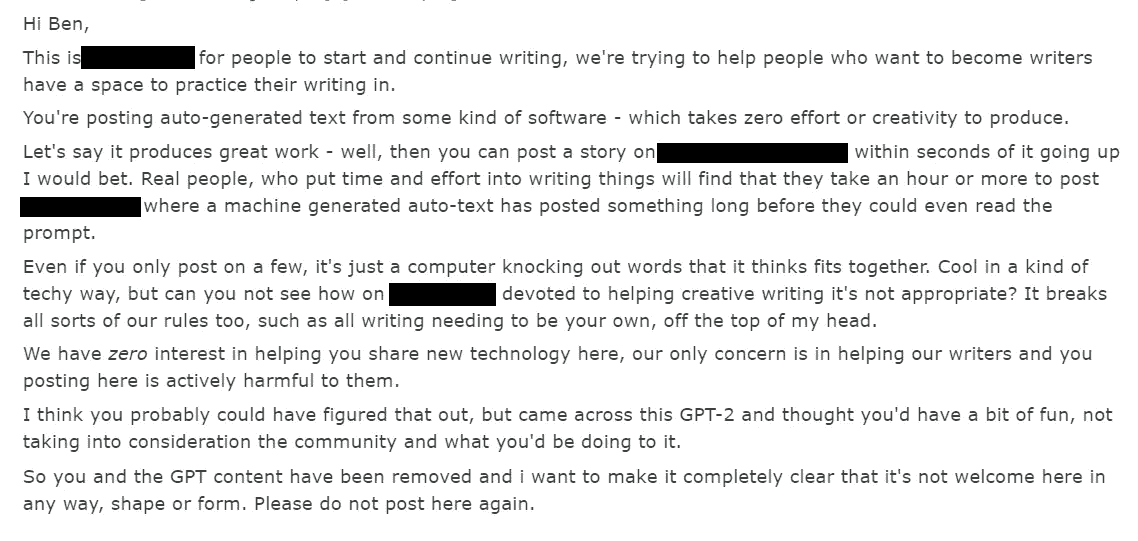 Hi Ben,
This is for people to start and continue writing, we're trying to help people who want to become writers
have a space to practice their writing in.
You're posting auto-generated text from some kind of software - which takes zero effort or creativity to produce.
Let's say it produces great work - well, then you can post a story on within seconds of it going up
I would bet. Real people, who put time and effort into writing things will find that they take an hour or more to post
where a machine generated auto-text has posted something long before they could even read the
prompt.
Even if you only post on a few, it's just a computer knocking out words that it thinks fits together. Cool in a kind of
techy way, but can you not see how on devoted to helping creative writing it's not appropriate? It breaks
all sorts of our rules too, such as all writing needing to be your own, off the top of my head.
We have zero interest in helping you share new technology here, our only concern is in helping our writers and you
posting here is actively harmful to them.
I think you probably could have figured that out, but came across this GPT-2 and thought you'd have a bit of fun, not
taking into consideration the community and what you'd be doing to it.
So you and the GPT content have been removed and i want to make it completely clear that it's not welcome here in
any way, shape or form. Please do not post here again.